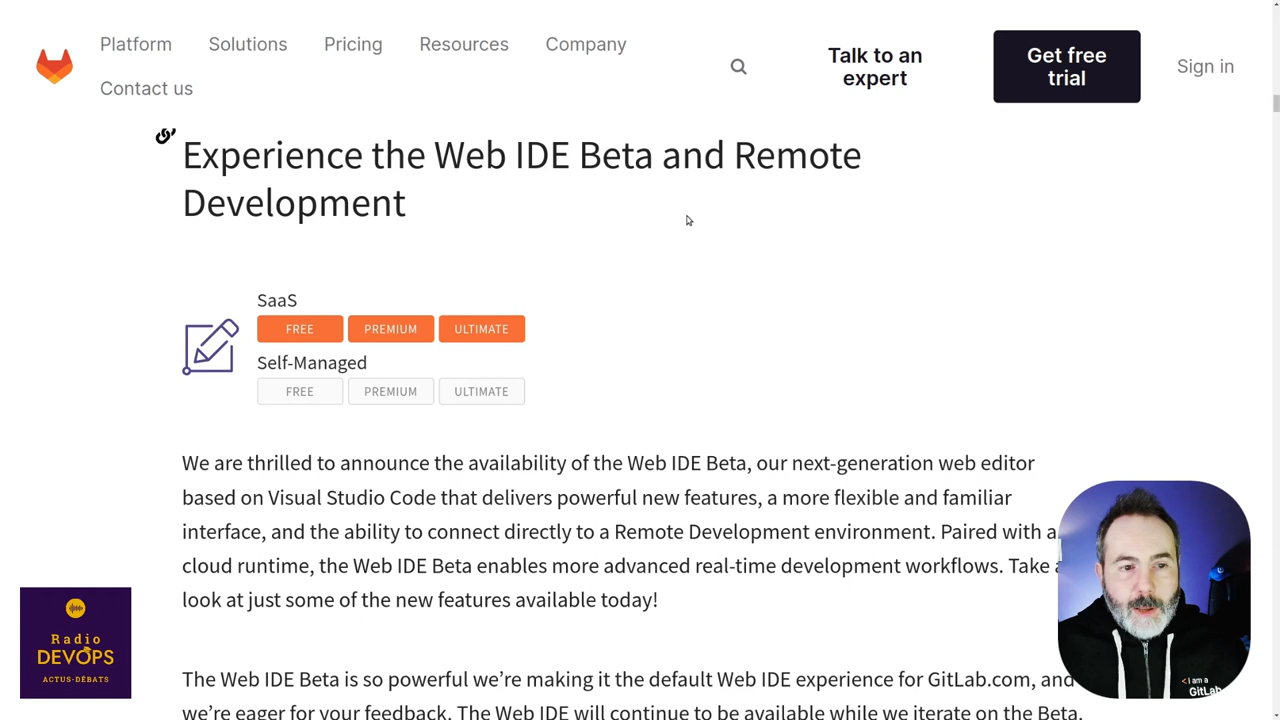 Platform
Solutions
Pricing
Resources
Company
Contact us
Talk to an
expert
Get free
trial
Sign in
Experience the Web IDE Beta and Remote
Development
SaaS
FREE
PREMIUM
ULTIMATE
Self-Managed
FREE
PREMIUM
ULTIMATE
We are thrilled to announce the availability of the Web IDE Beta, our next-generation web editor
based on Visual Studio Code that delivers powerful new features, a more flexible and familiar
interface, and the ability to connect directly to a Remote Development environment. Paired with a
cloud runtime, the Web IDE Beta enables more advanced real-time development workflows. Take a
look at just some of the new features available today!
The Web IDE Beta is so powerful we're making it the default Web IDE experience for GitLab.com, and
we're eager for your feedback. The Web IDE will continue to be available while we iterate on the Beta.
Radio
DEVOPS
ACTUS-DÉBATS
<I am a
GitLab